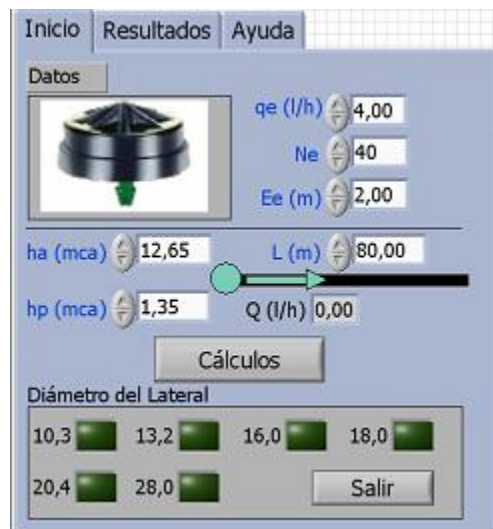 Inicio Resultados Ayuda
Datos
qe (l/h) 4,00
Ne 40
Ee (m) 2,00
ha (mca) 12,65 L (m) 80,00
hp (mca) 1,35 Q (l/h) 0,00
Cálculos
Diámetro del Lateral
10,3 13,2 16,0 18,0
20,4 28,0 Salir